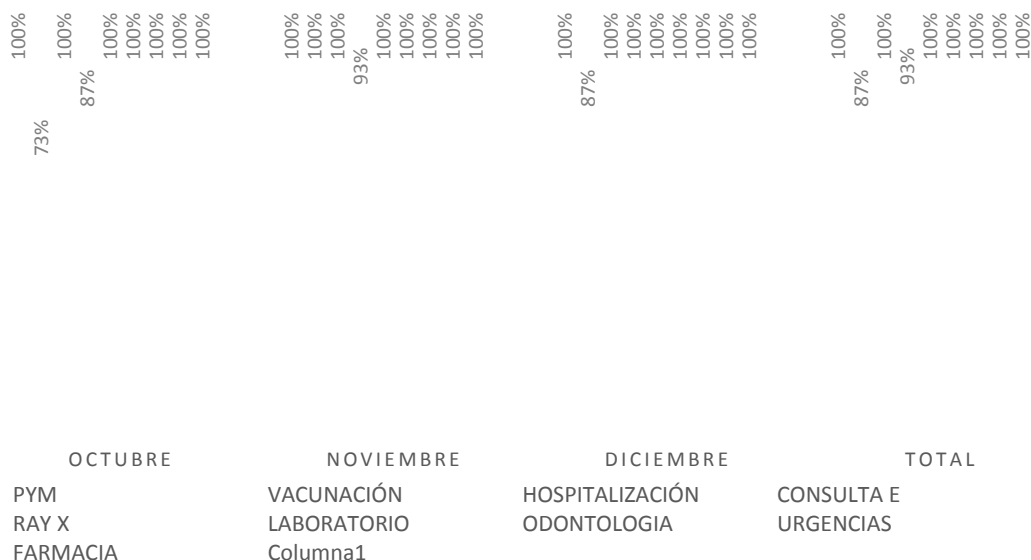 100% 73% 100% 87% 100% 100% 100% 100% 100%
100% 100% 100% 93% 100% 100% 100% 100% 100%
100% 87% 100% 100% 100% 100% 100% 100% 100%
100% 87% 100% 93% 100% 100% 100% 100% 100%
OCTUBRE NOVIEMBRE DICIEMBRE TOTAL
PYM VACUNACIÓN HOSPITALIZACIÓN CONSULTA E
RAY X LABORATORIO ODONTOLOGIA URGENCIAS
FARMACIA Columna1